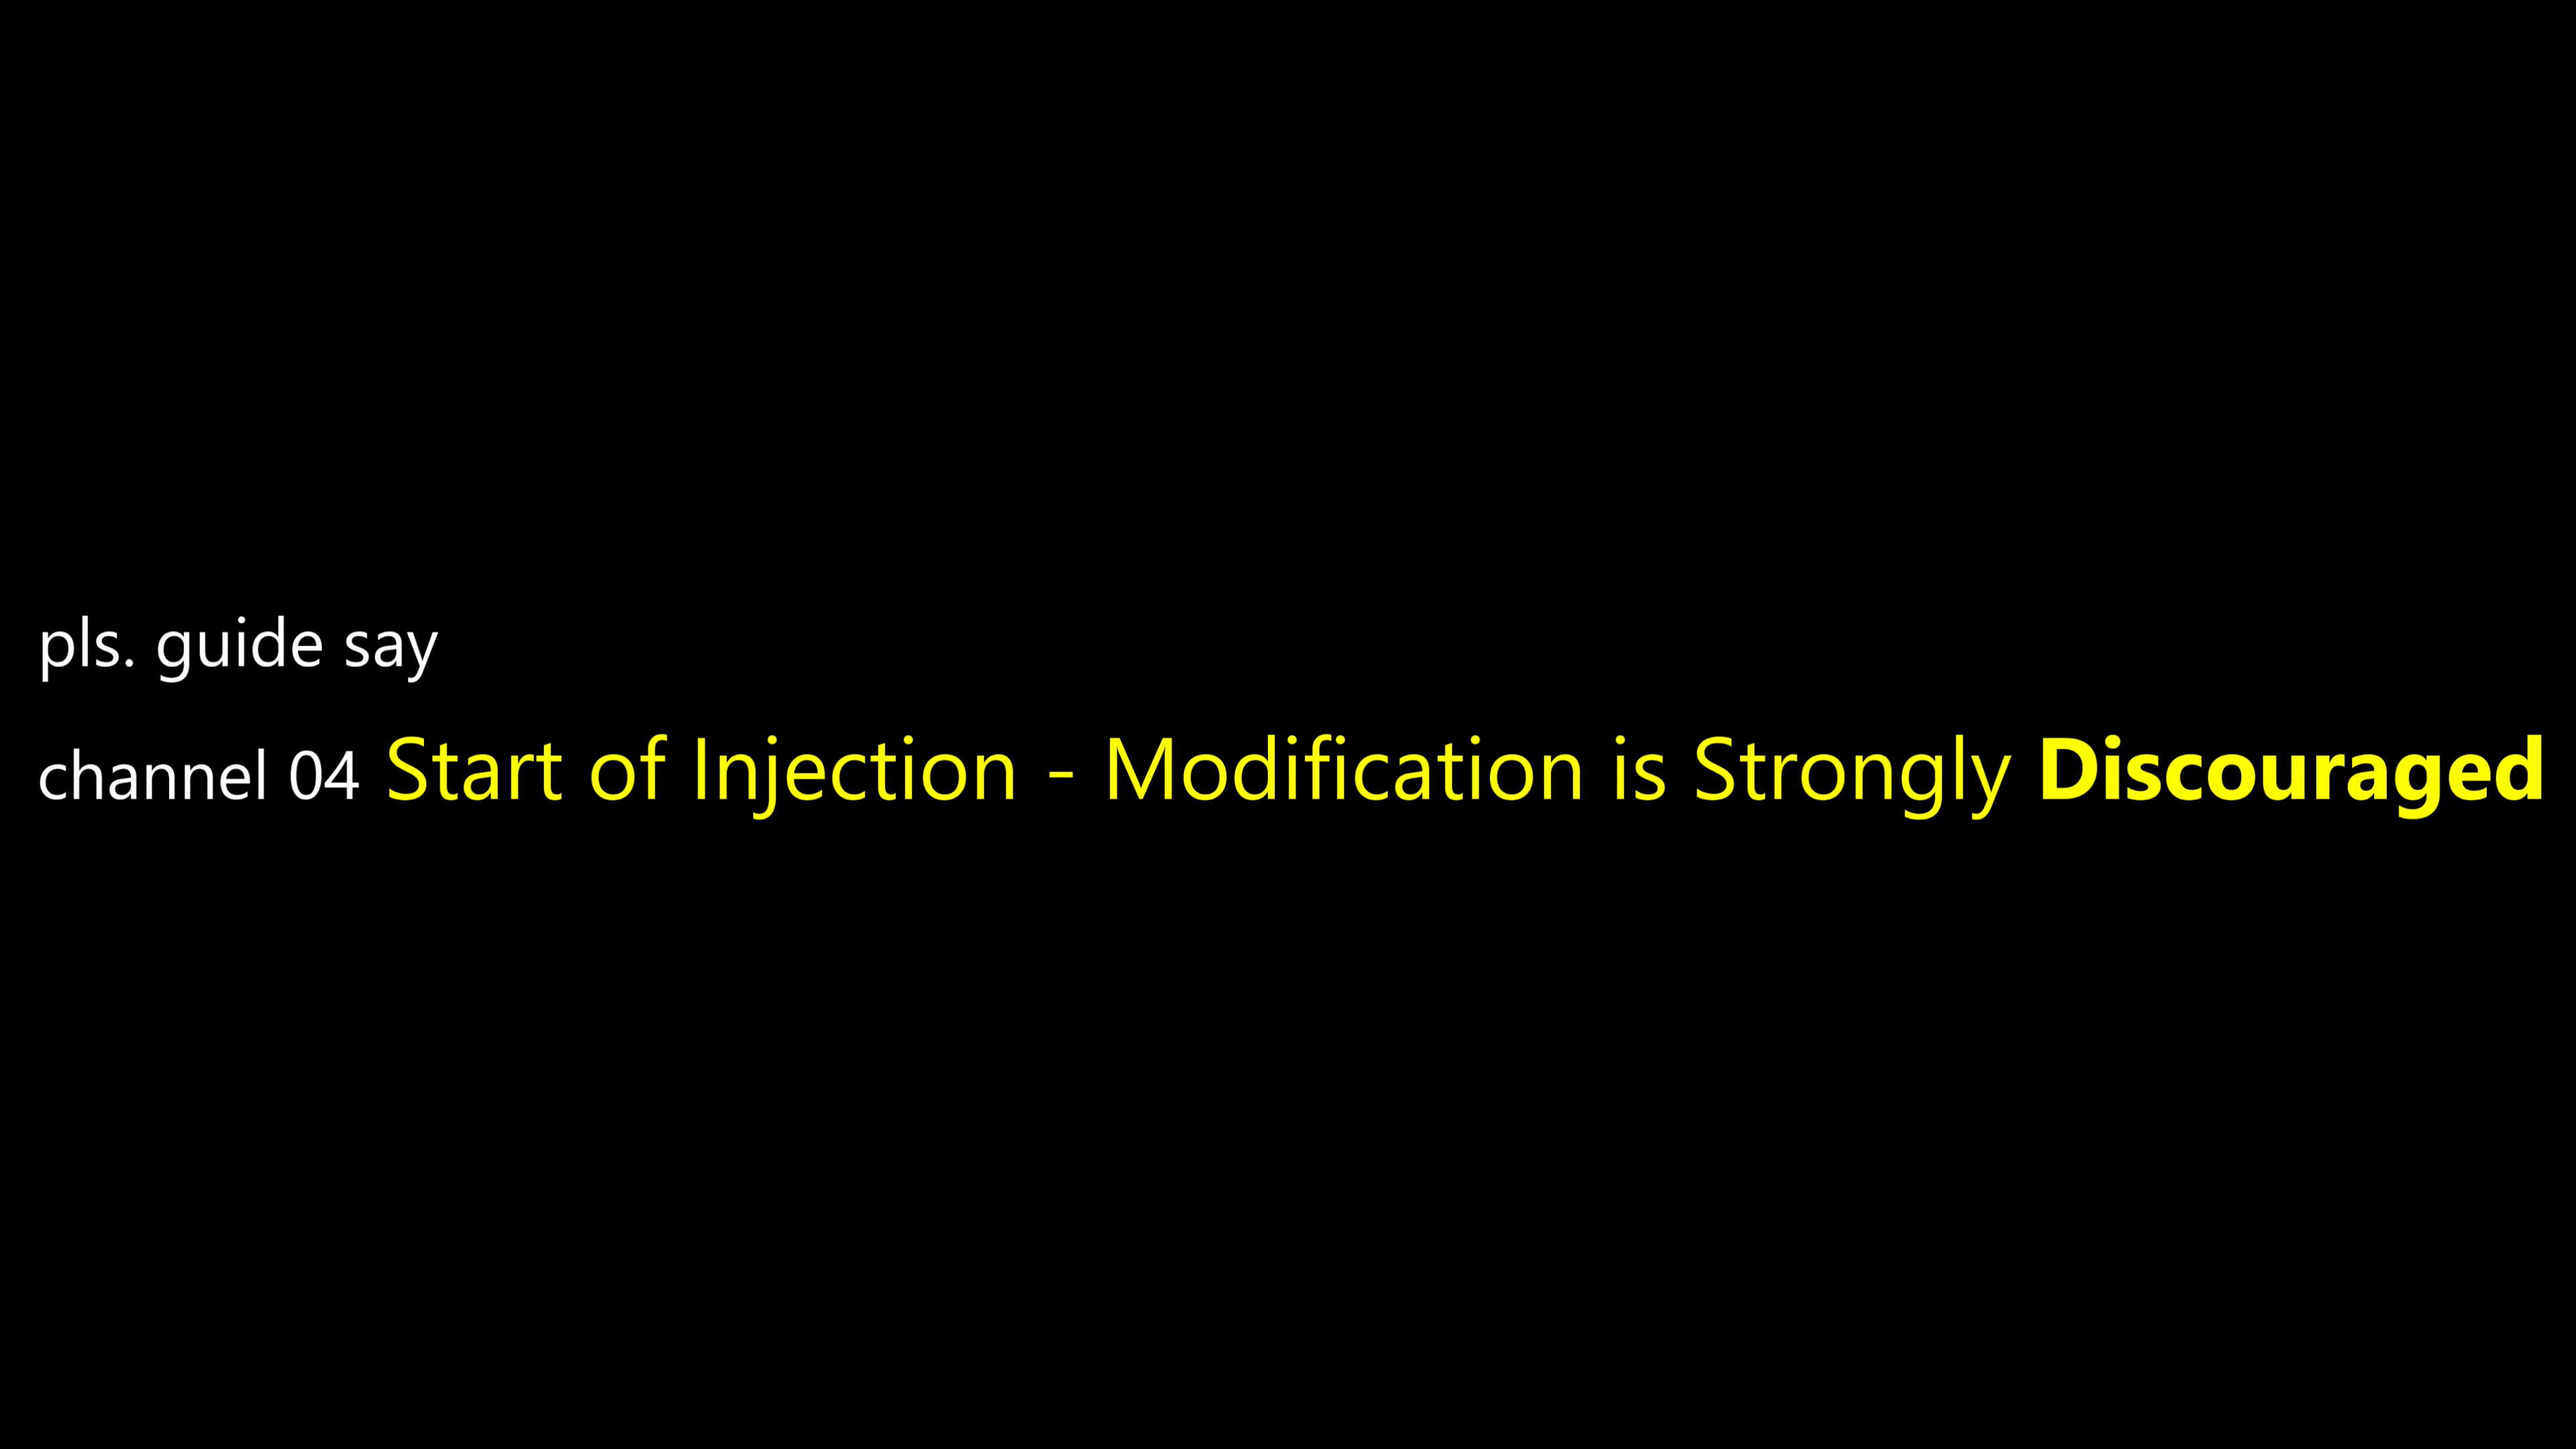 pls. guide say
channel 04 Start of Injection - Modification is Strongly Discouraged